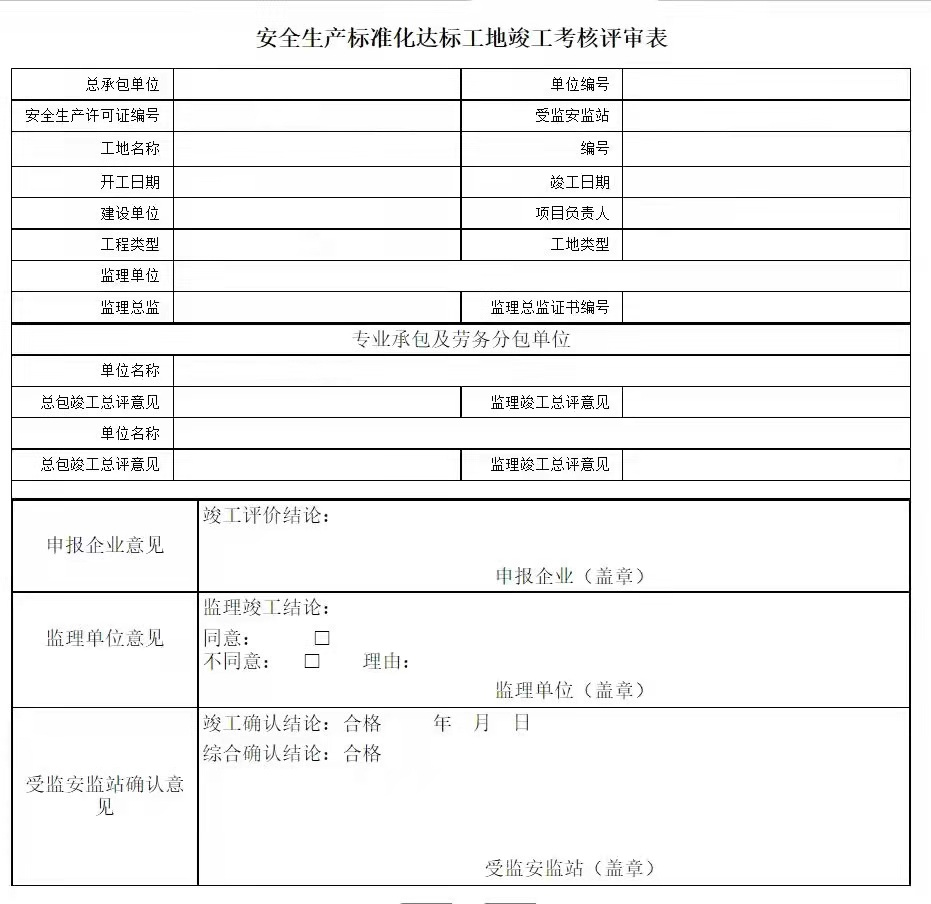 安全生产标准化达标工地竣工考核评审表
总承包单位 单位编号
安全生产许可证编号 受监安监站
工地名称 编号
开工日期 竣工日期
建设单位 项目负责人
工程类型 工地类型
监理单位
监理总监 监理总监证书编号
专业承包及劳务分包单位
单位名称
总包竣工总评意见 监理竣工总评意见
单位名称
总包竣工总评意见 监理竣工总评意见
申报企业意见
竣工评价结论：
申报企业（盖章）
监理单位意见
监理竣工结论：
同意： □
不同意： □ 理由：
监理单位（盖章）
受监安监站确认意
见
竣工确认结论：合格 年 月 日
综合确认结论：合格
受监安监站（盖章）